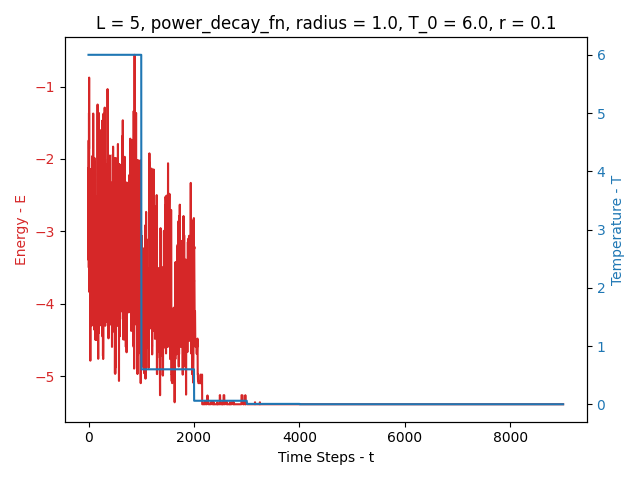 L = 5, power_decay_fn, radius = 1.0, T_0 = 6.0, r = 0.1
Energy - E
−1
−2
−3
−4
−5
6
5
4
3
2
1
0
Temperature - T
0 2000 4000 6000 8000
Time Steps - t